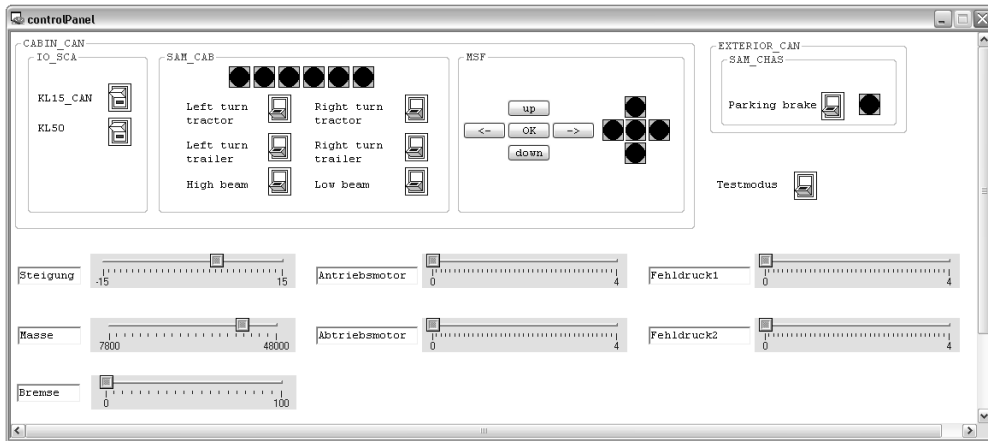 controlPanel
CABIN_CAN
IO_SCA
KL15_CAN
KL50
SAM_CAB
Left turn
tractor
Right turn
tractor
Left turn
trailer
Right turn
trailer
High beam
Low beam
MSF
up
<-
OK
->
down
EXTERIOR_CAN
SAM_CHAS
Parking brake
Testmodus
Steigung
-15
15
Antriebsmotor
0
4
Fehldruck1
0
4
Masse
7800
48000
Abtriebsmotor
0
4
Fehldruck2
0
4
Bremse
0
100